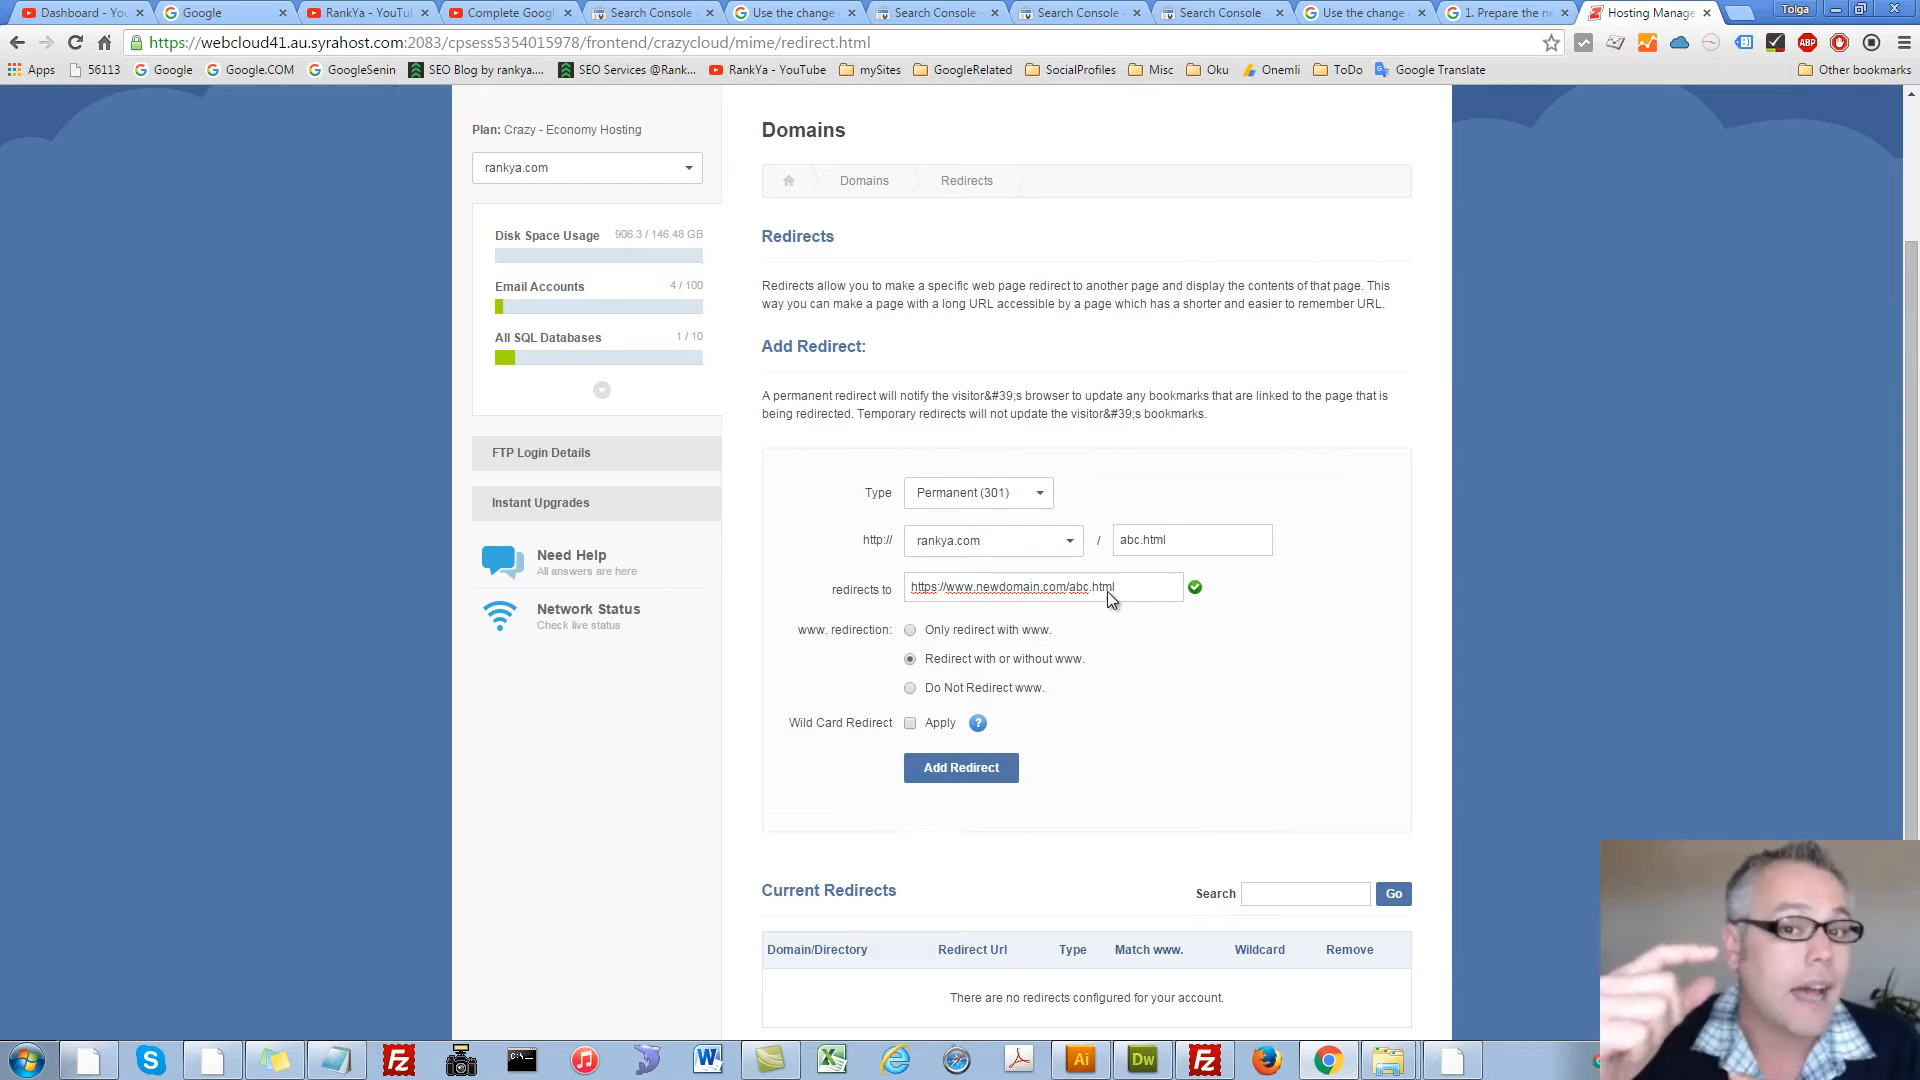 Dashboard - You
Google
RankYa - YouTu
Complete Goog
Search Console
Use the change
Search Console
Search Console
Search Console
Use the change
1. Prepare the ne
Hosting Manage
Tolga
https://webcloud41.au.syrahost.com:2083/cpsess5354015978/frontend/crazycloud/mime/redirect.html
ABP
Apps
56113
Google
Google.COM
GoogleSenin
SEO Blog by rankya....
SEO Services @Rank...
RankYa - YouTube
mySites
GoogleRelated
SocialProfiles
Misc
Oku
Onemli
ToDo
Google Translate
Other bookmarks
Plan: Crazy - Economy Hosting
rankya.com
Disk Space Usage 906.3 / 146.48 GB
Email Accounts 4 / 100
All SQL Databases 1 / 10
FTP Login Details
Instant Upgrades
Need Help
All answers are here
Network Status
Check live status
Domains
Domains
Redirects
Redirects
Redirects allow you to make a specific web page redirect to another page and display the contents of that page. This
way you can make a page with a long URL accessible by a page which has a shorter and easier to remember URL.
Add Redirect:
A permanent redirect will notify the visitor&#39;s browser to update any bookmarks that are linked to the page that is
being redirected. Temporary redirects will not update the visitor&#39;s bookmarks.
Type Permanent (301)
http:// rankya.com / abc.html
redirects to https://www.newdomain.com/abc.html
www. redirection: Only redirect with www.
Redirect with or without www.
Do Not Redirect www.
Wild Card Redirect Apply ?
Add Redirect
Current Redirects
Search Go
Domain/Directory Redirect Url Type Match www. Wildcard Remove
There are no redirects configured for your account.
Ai
Dw